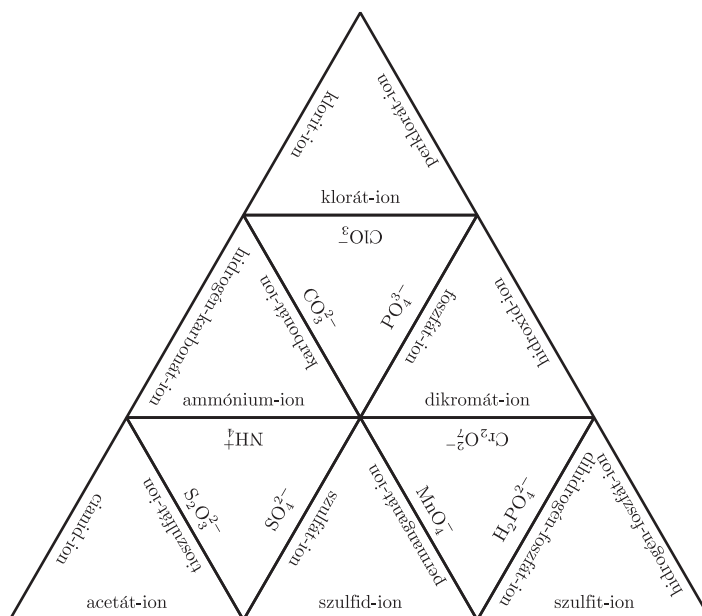 klorit-ion
perklorát-ion
klorát-ion
ClO₃⁻
hidrogén-karbonát-ion
karbonát-ion
CO₃²⁻
PO₄³⁻
foszfát-ion
hidroxid-ion
ammónium-ion
dikromát-ion
NH₄⁺
Cr₂O₇²⁻
cianid-ion
tioszulfát-ion
S₂O₃²⁻
SO₄²⁻
szulfát-ion
permanganát-ion
MnO₄⁻
H₂PO₄²⁻
dihidrogén-foszfát-ion
hidrogén-foszfát-ion
acetát-ion
szulfid-ion
szulfit-ion